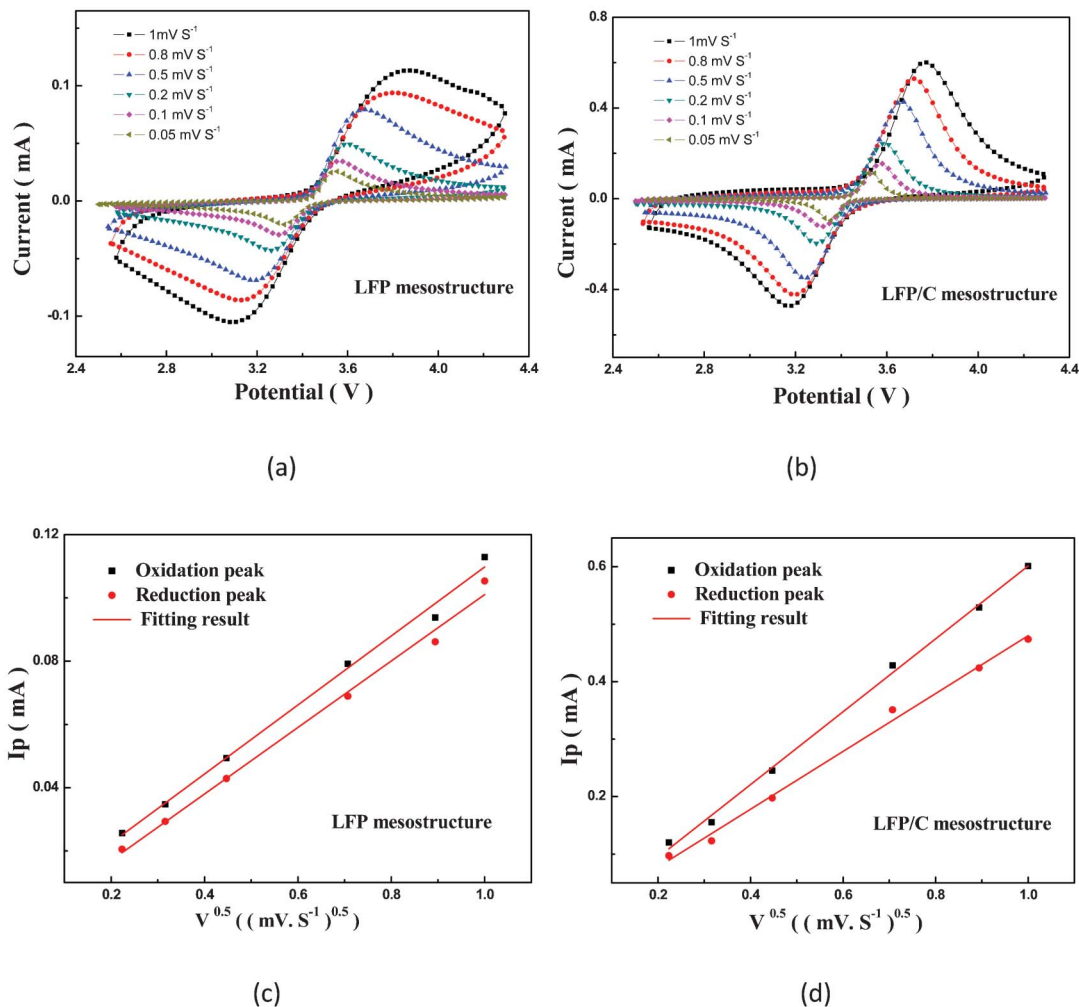 1mV S⁻¹
0.8 mV S⁻¹
0.5 mV S⁻¹
0.2 mV S⁻¹
0.1 mV S⁻¹
0.05 mV S⁻¹
0.1
0.0
-0.1
Current ( mA )
LFP mesostructure
2.4 2.8 3.2 3.6 4.0 4.4
Potential ( V )
(a)
1mV S⁻¹
0.8 mV S⁻¹
0.5 mV S⁻¹
0.2 mV S⁻¹
0.1 mV S⁻¹
0.05 mV S⁻¹
0.8
0.4
0.0
-0.4
Current ( mA )
LFP/C mesostructure
2.4 2.8 3.2 3.6 4.0 4.4
Potential ( V )
(b)
Oxidation peak
Reduction peak
Fitting result
0.12
0.08
0.04
Ip ( mA )
LFP mesostructure
0.2 0.4 0.6 0.8 1.0
V ⁰·⁵ ( ( mV. S⁻¹ )⁰·⁵)
(c)
Oxidation peak
Reduction peak
Fitting result
0.6
0.4
0.2
Ip ( mA )
LFP/C mesostructure
0.2 0.4 0.6 0.8 1.0
V ⁰·⁵ ( ( mV. S⁻¹ )⁰·⁵)
(d)